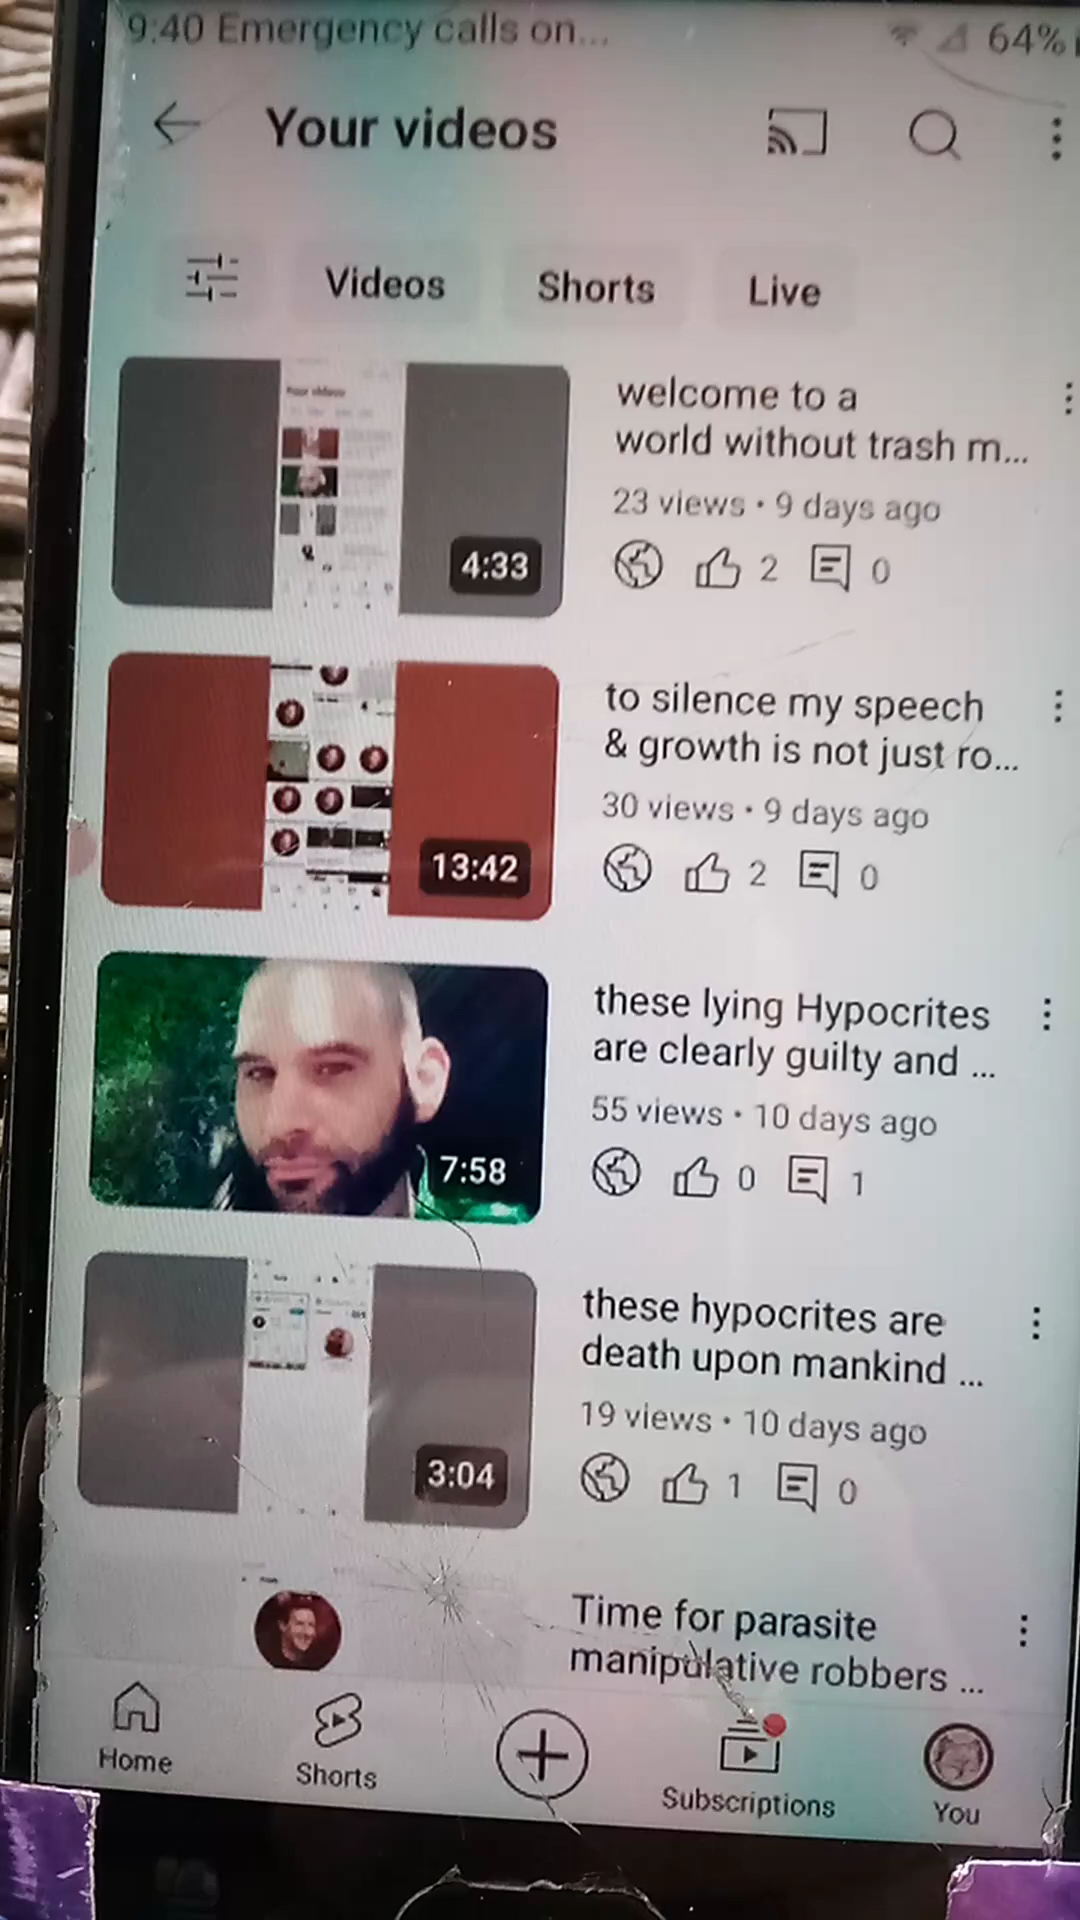 9:40 Emergency calls on...
64%
Your videos
Videos
Shorts
Live
welcome to a
world without trash m...
23 views • 9 days ago
2
0
4:33
to silence my speech
& growth is not just ro...
30 views • 9 days ago
2
0
13:42
these lying Hypocrites
are clearly guilty and ...
55 views • 10 days ago
0
1
7:58
these hypocrites are
death upon mankind ...
19 views • 10 days ago
1
0
3:04
Time for parasite
manipulative robbers ...
Home
Shorts
Subscriptions
You